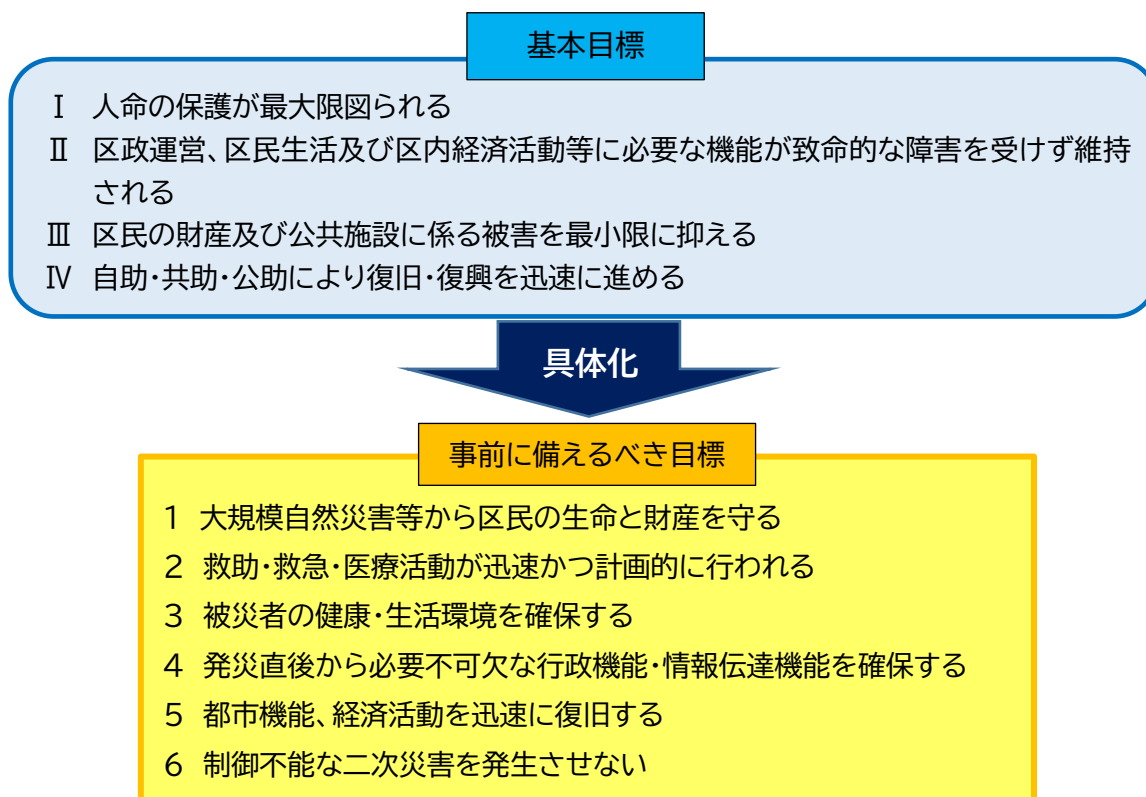 基本目標
Ⅰ 人命の保護が最大限図られる
Ⅱ 区政運営、区民生活及び区内経済活動等に必要な機能が致命的な障害を受けず維持
される
Ⅲ 区民の財産及び公共施設に係る被害を最小限に抑える
Ⅳ 自助・共助・公助により復旧・復興を迅速に進める
具体化
事前に備えるべき目標
1 大規模自然災害等から区民の生命と財産を守る
2 救助・救急・医療活動が迅速かつ計画的に行われる
3 被災者の健康・生活環境を確保する
4 発災直後から必要不可欠な行政機能・情報伝達機能を確保する
5 都市機能、経済活動を迅速に復旧する
6 制御不能な二次災害を発生させない